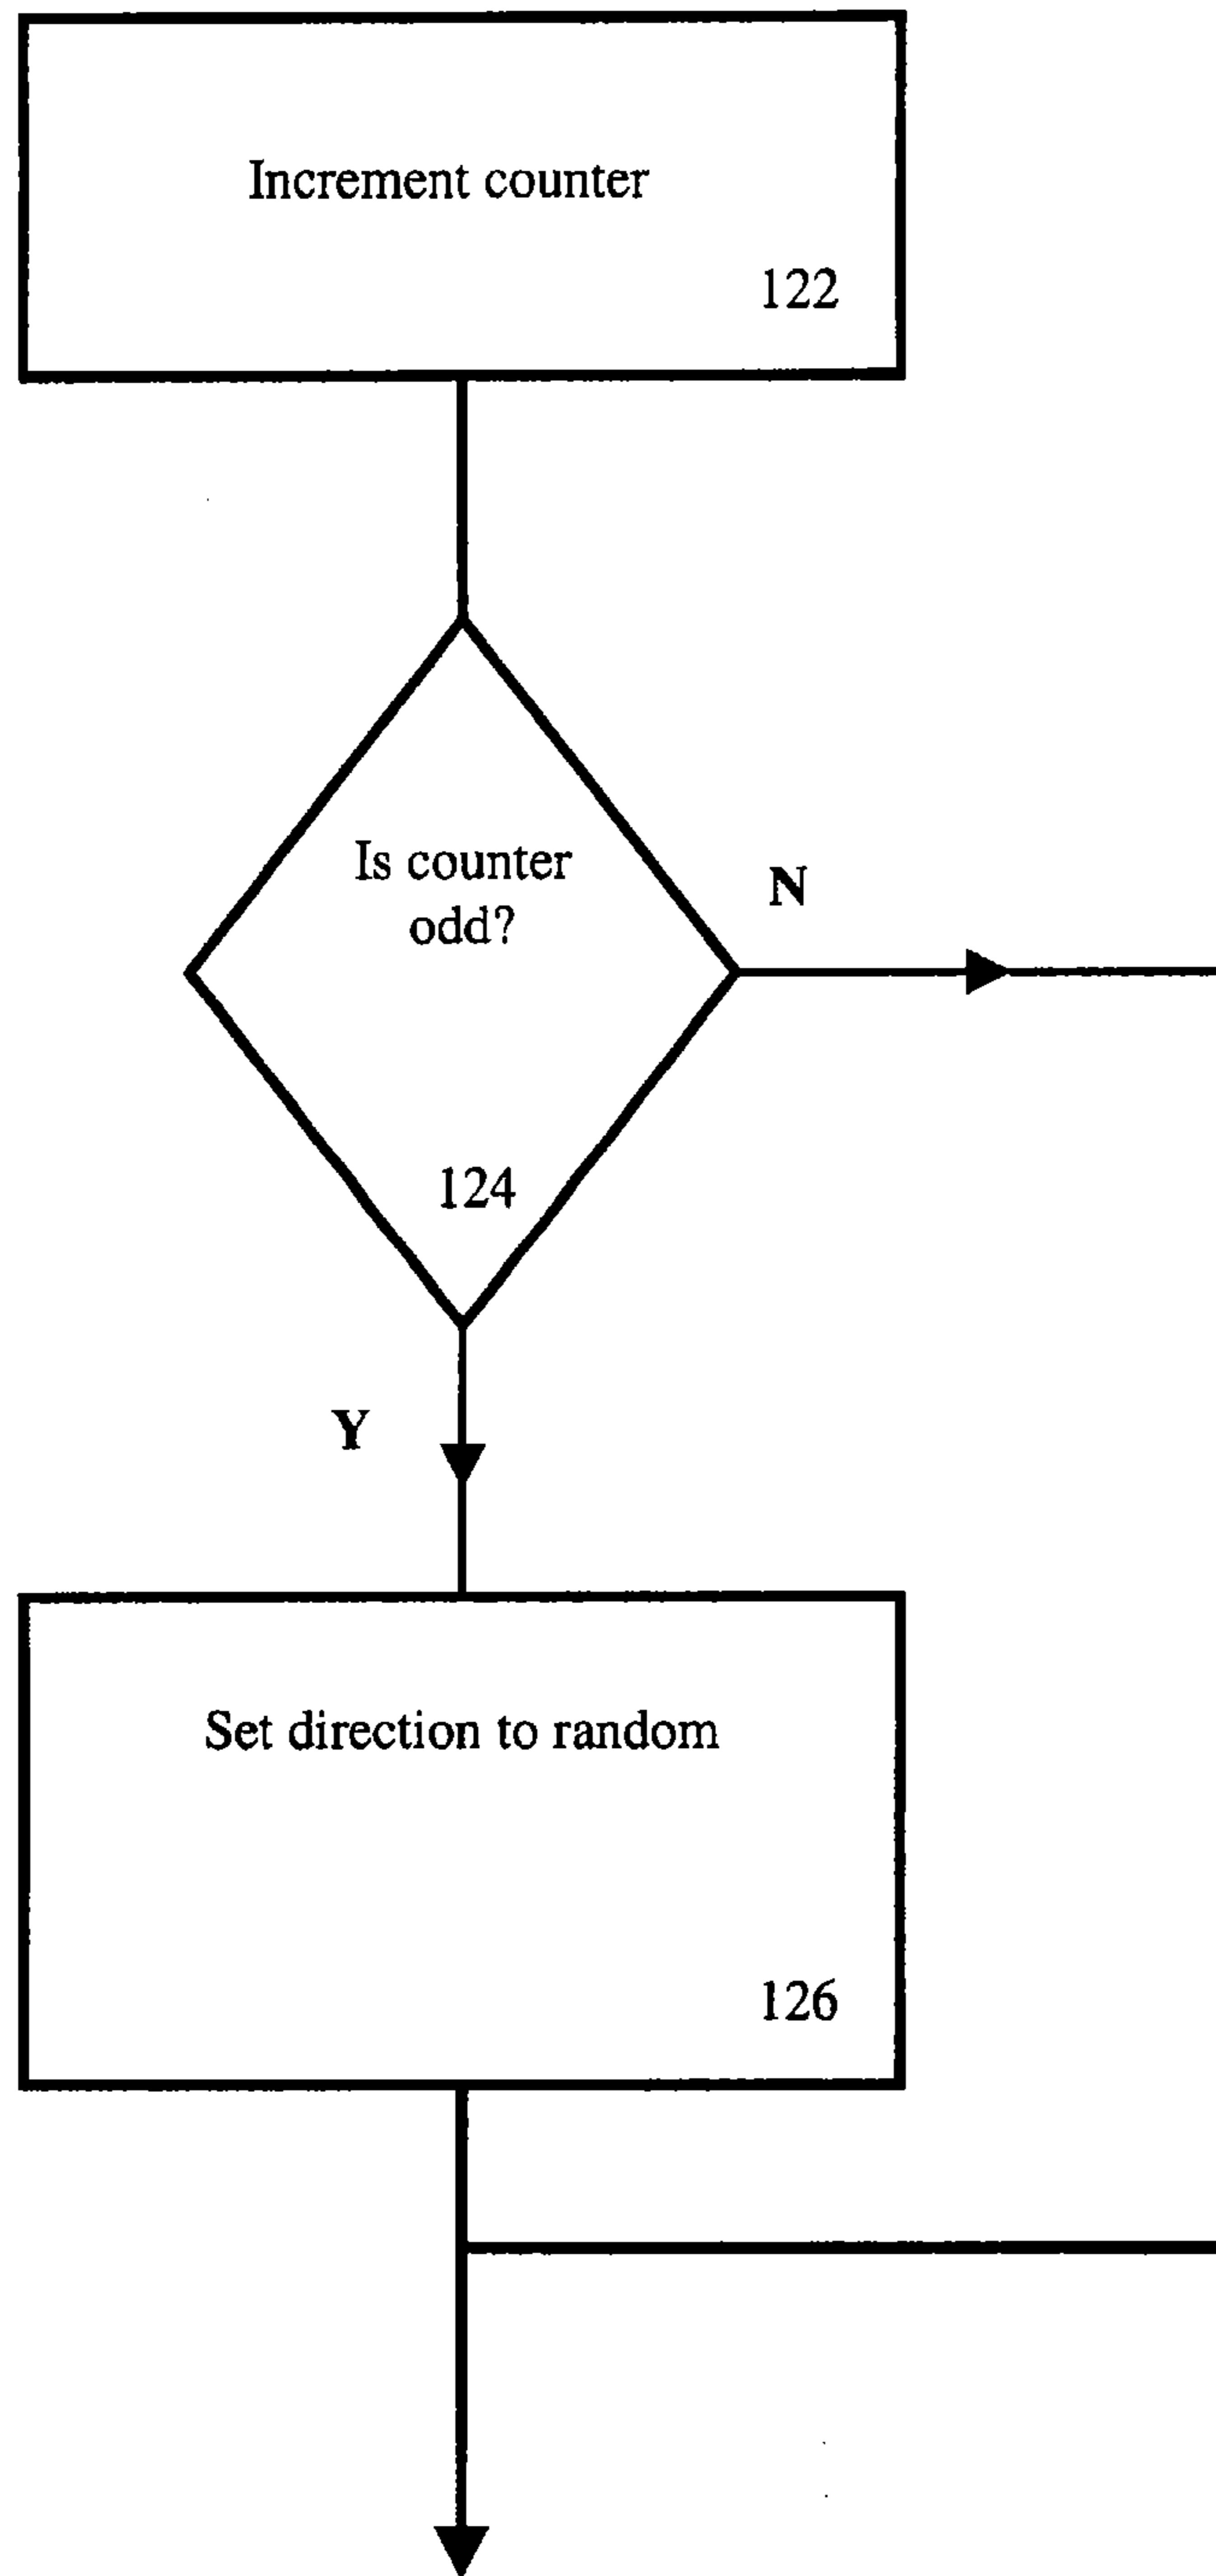 Increment counter
122
Is counter
odd?
N
124
Y
Set direction to random
126